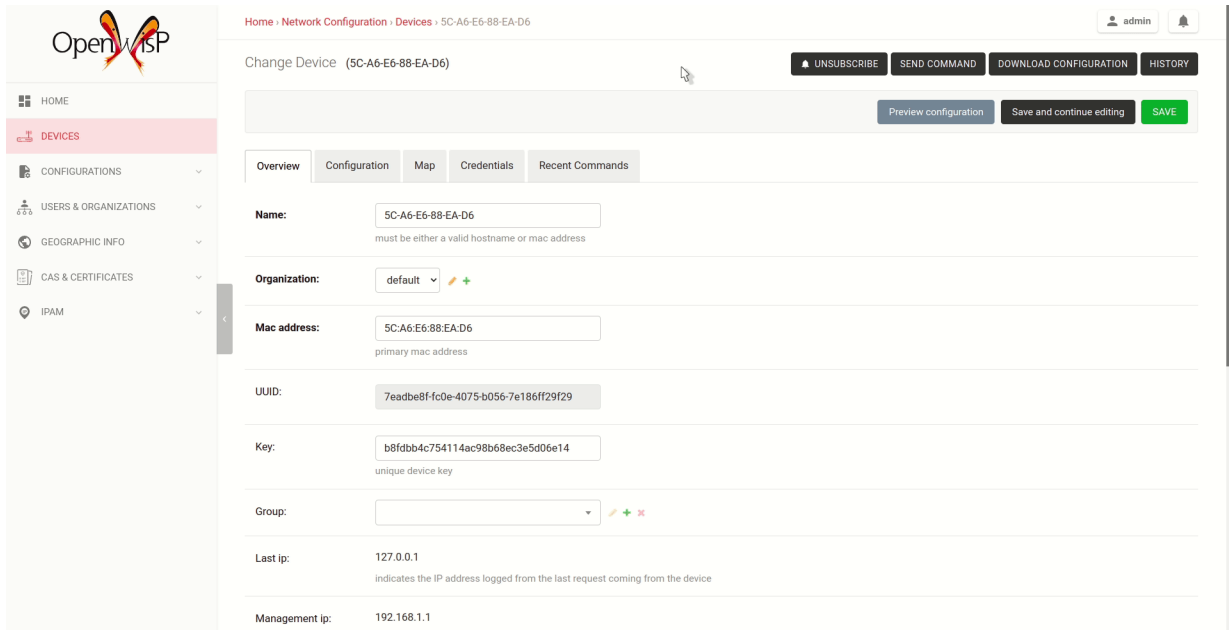 OpenWISP
Home › Network Configuration › Devices › 5C-A6-E6-88-EA-D6
admin
Change Device (5C-A6-E6-88-EA-D6)
UNSUBSCRIBE
SEND COMMAND
DOWNLOAD CONFIGURATION
HISTORY
HOME
DEVICES
CONFIGURATIONS
USERS & ORGANIZATIONS
GEOGRAPHIC INFO
CAS & CERTIFICATES
IPAM
Preview configuration
Save and continue editing
SAVE
Overview
Configuration
Map
Credentials
Recent Commands
Name:
5C-A6-E6-88-EA-D6
must be either a valid hostname or mac address
Organization:
default
Mac address:
5C:A6:E6:88:EA:D6
primary mac address
UUID:
7eadbe8f-fc0e-4075-b056-7e186ff29f29
Key:
b8fdbb4c754114ac98b68ec3e5d06e14
unique device key
Group:
Last ip:
127.0.0.1
indicates the IP address logged from the last request coming from the device
Management ip:
192.168.1.1